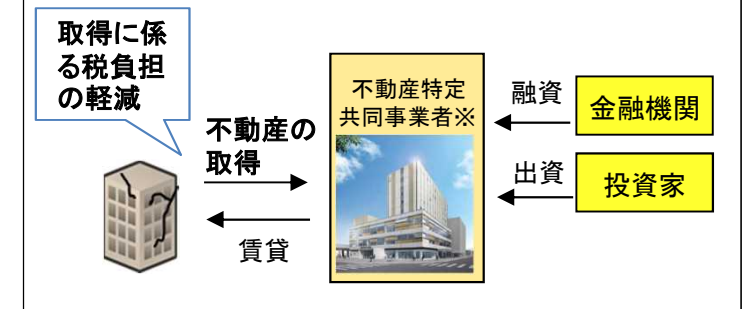 取得に係
る税負担
の軽減
不動産の
取得
賃貸
不動産特定
共同事業者※
融資
金融機関
出資
投資家